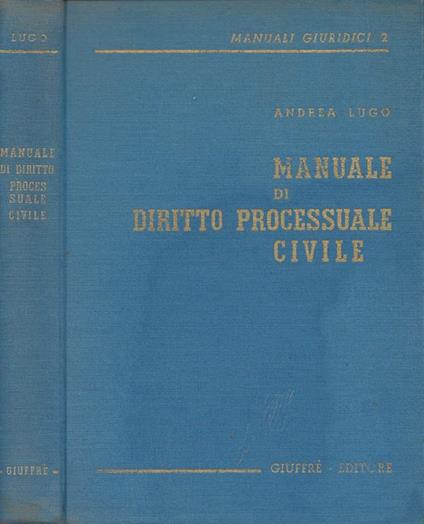 LUGO
MANUALE
DI DIRITTO
PROCES
SUALE
CIVILE
GIUFFRÈ
MANUALI GIURIDICI 2
ANDREA LUGO
MANUALE
DI
DIRITTO PROCESSUALE
CIVILE
GIUFFRÈ - EDITORE